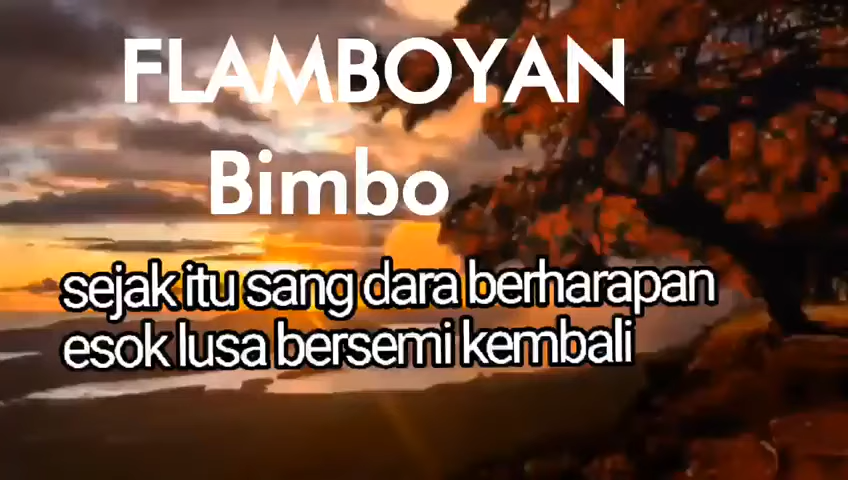 FLAMBOYAN
Bimbo
sejak itu sang dara berharapan
esok lusa bersemi kembali